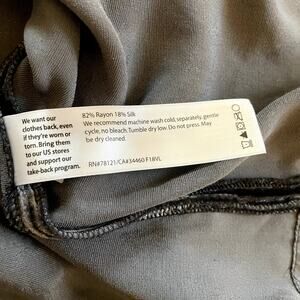 We want our
clothes back, even
if they're worn or
torn. Bring them
to our US stores
and support our
take-back program.
82% Rayon 18% Silk
We recommend machine wash cold, separately, gentle
cycle, no bleach. Tumble dry low. Do not press. May
be dry cleaned.
RN#78121/CA#34460 F18VL